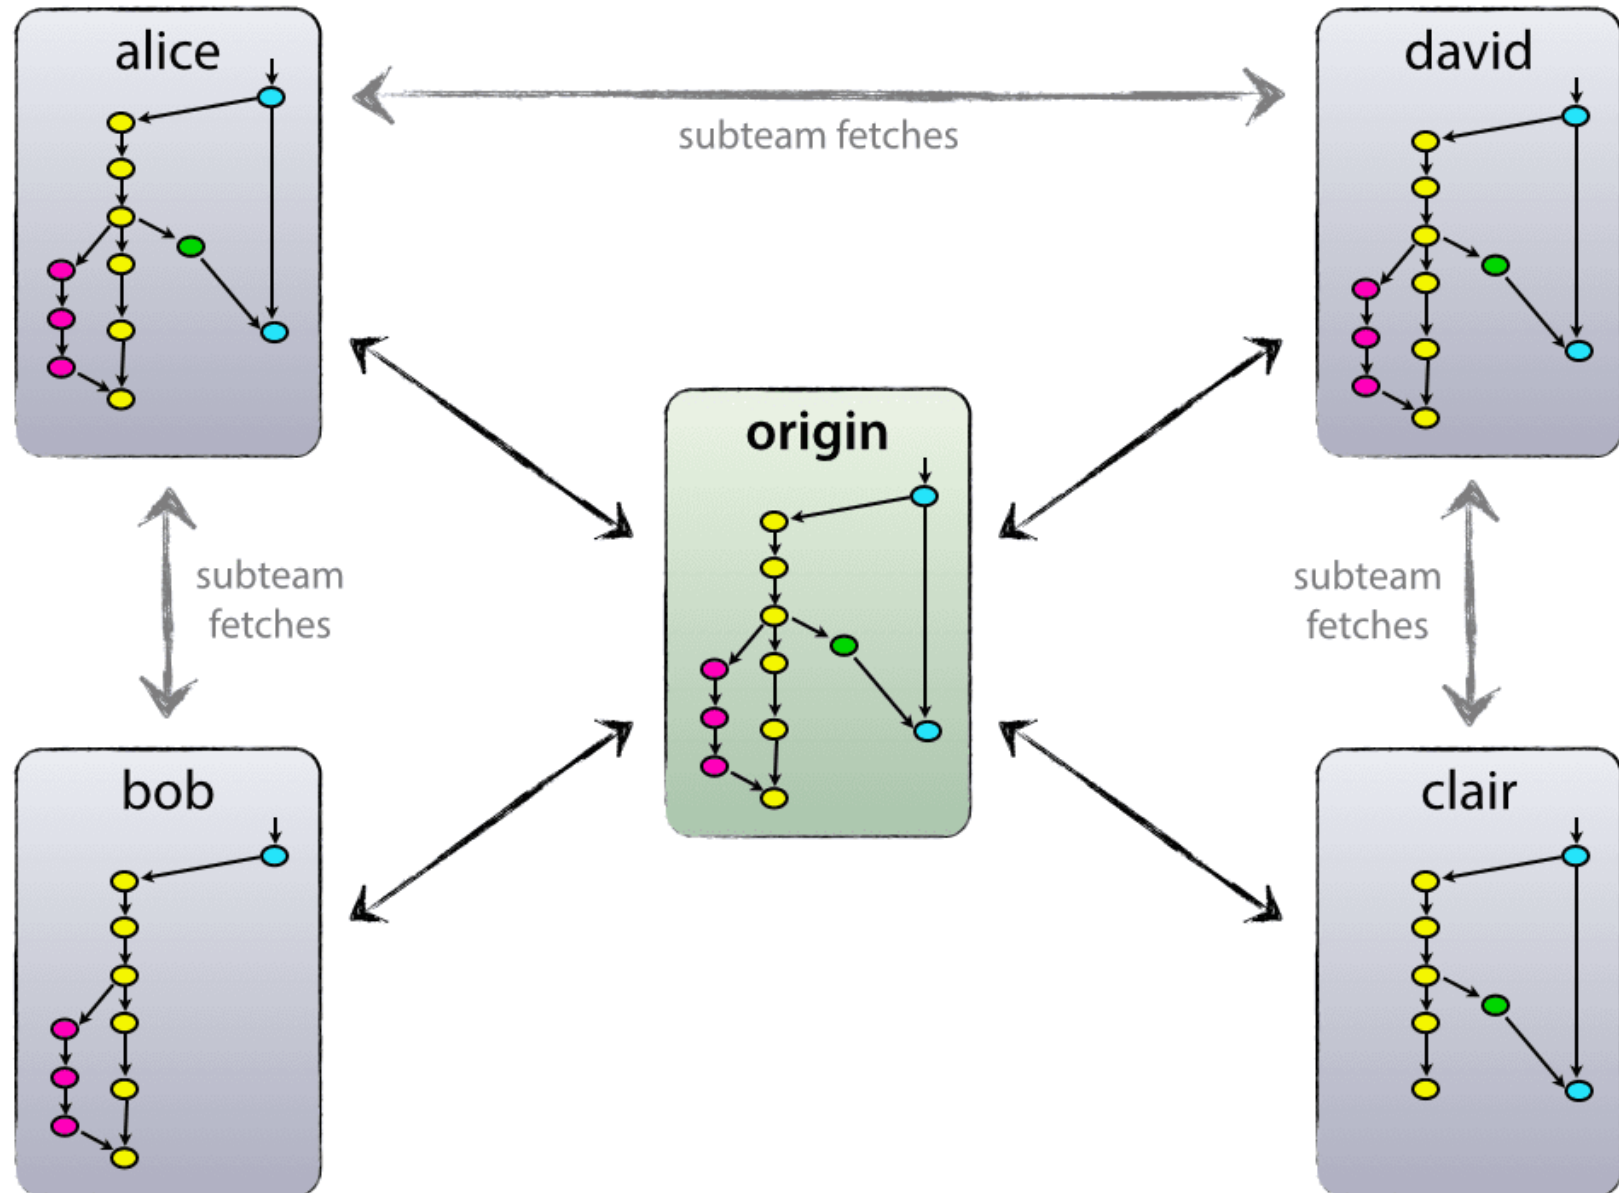 alice
david
subteam fetches
origin
subteam
fetches
subteam
fetches
bob
clair